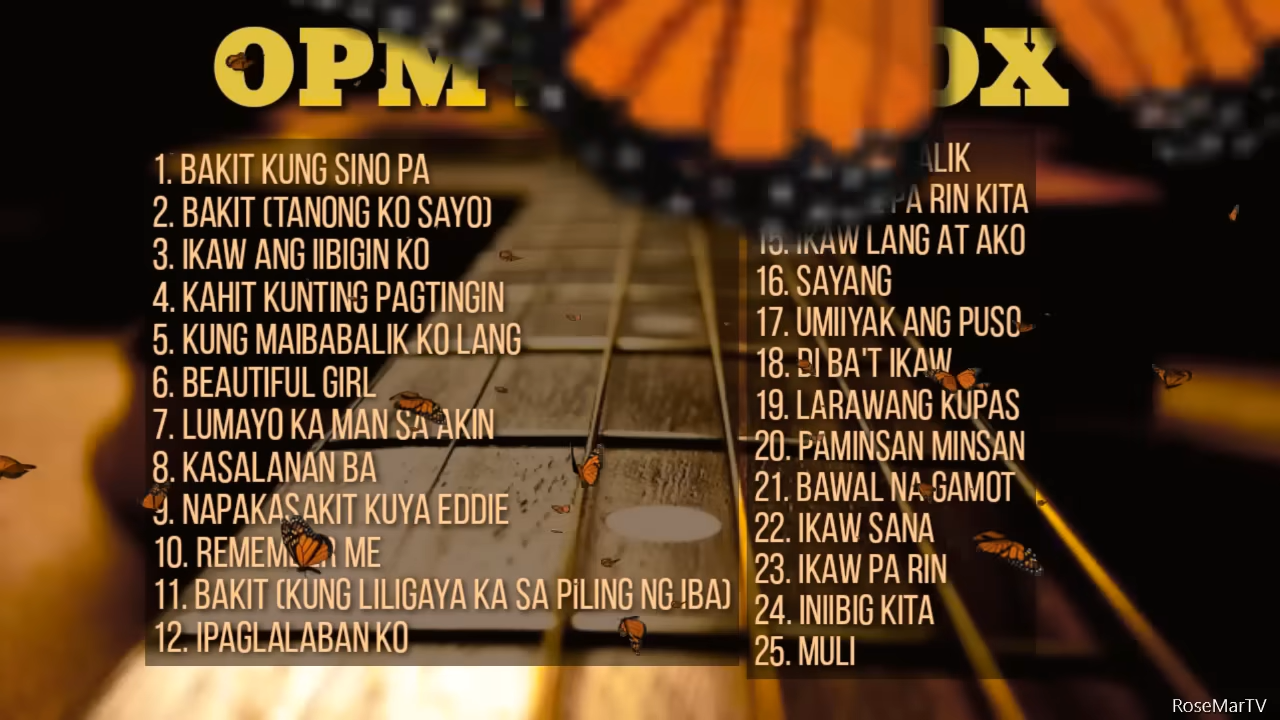 OPM
1. BAKIT KUNG SINO PA
2. BAKIT (TANONG KO SAYO)
3. IKAW ANG IIBIGIN KO
4. KAHIT KUNTING PAGTINGIN
5. KUNG MAIBABALIK KO LANG
6. BEAUTIFUL GIRL
7. LUMAYO KA MAN SA AKIN
8. KASALANAN BA
9. NAPAKASAKIT KUYA EDDIE
10. REMEMBER ME
11. BAKIT (KUNG LILIGAYA KA SA PiLING NG IBA)
12. IPAGLALABAN KO
PA RIN KITA
15. IKAW LANG AT AKO
16. SAYANG
17. UMIIYAK ANG PUSO
18. DI BA'T IKAW
19. LARAWANG KUPAS
20. PAMINSAN MINSAN
21. BAWAL NA GAMOT
22. IKAW SANA
23. IKAW PA RIN
24. INIIBIG KITA
25. MULI
RoseMarTV